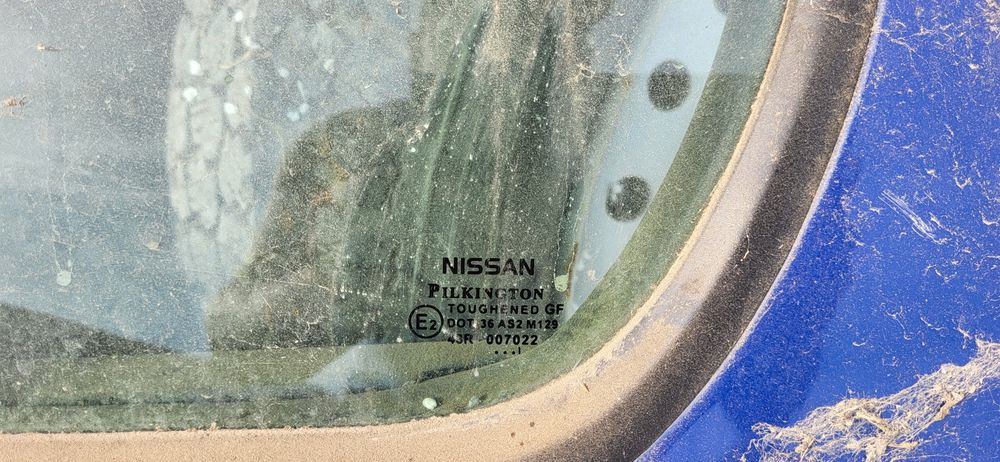 NISSAN
PILKINGTON
TOUGHENED GF
E2 DOT 36 AS2 M129
43R 007022